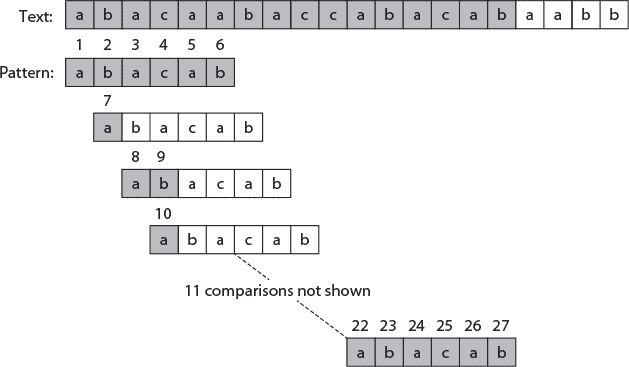 Text: a b a c a a b a c c a b a c a b a a b b
1 2 3 4 5 6
Pattern: a b a c a b
7
a b a c a b
8 9
a b a c a b
10
a b a c a b
11 comparisons not shown
22 23 24 25 26 27
a b a c a b